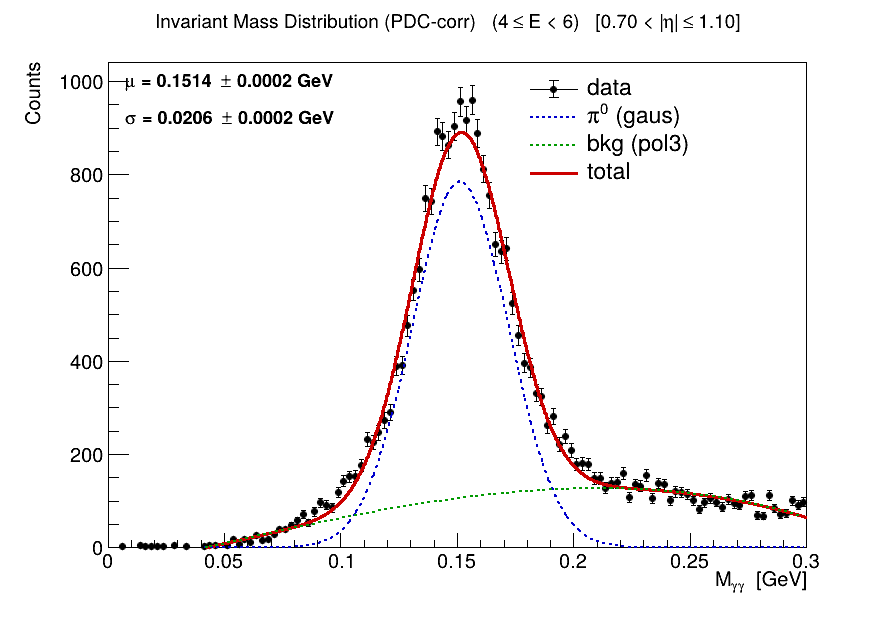 Invariant Mass Distribution (PDC-corr) (4 ≤ E < 6) [0.70 < |η| ≤ 1.10]
Counts
μ = 0.1514 ± 0.0002 GeV
σ = 0.0206 ± 0.0002 GeV
data
π⁰ (gaus)
bkg (pol3)
total
1000
800
600
400
200
0
0 0.05 0.1 0.15 0.2 0.25 0.3
Mγγ [GeV]